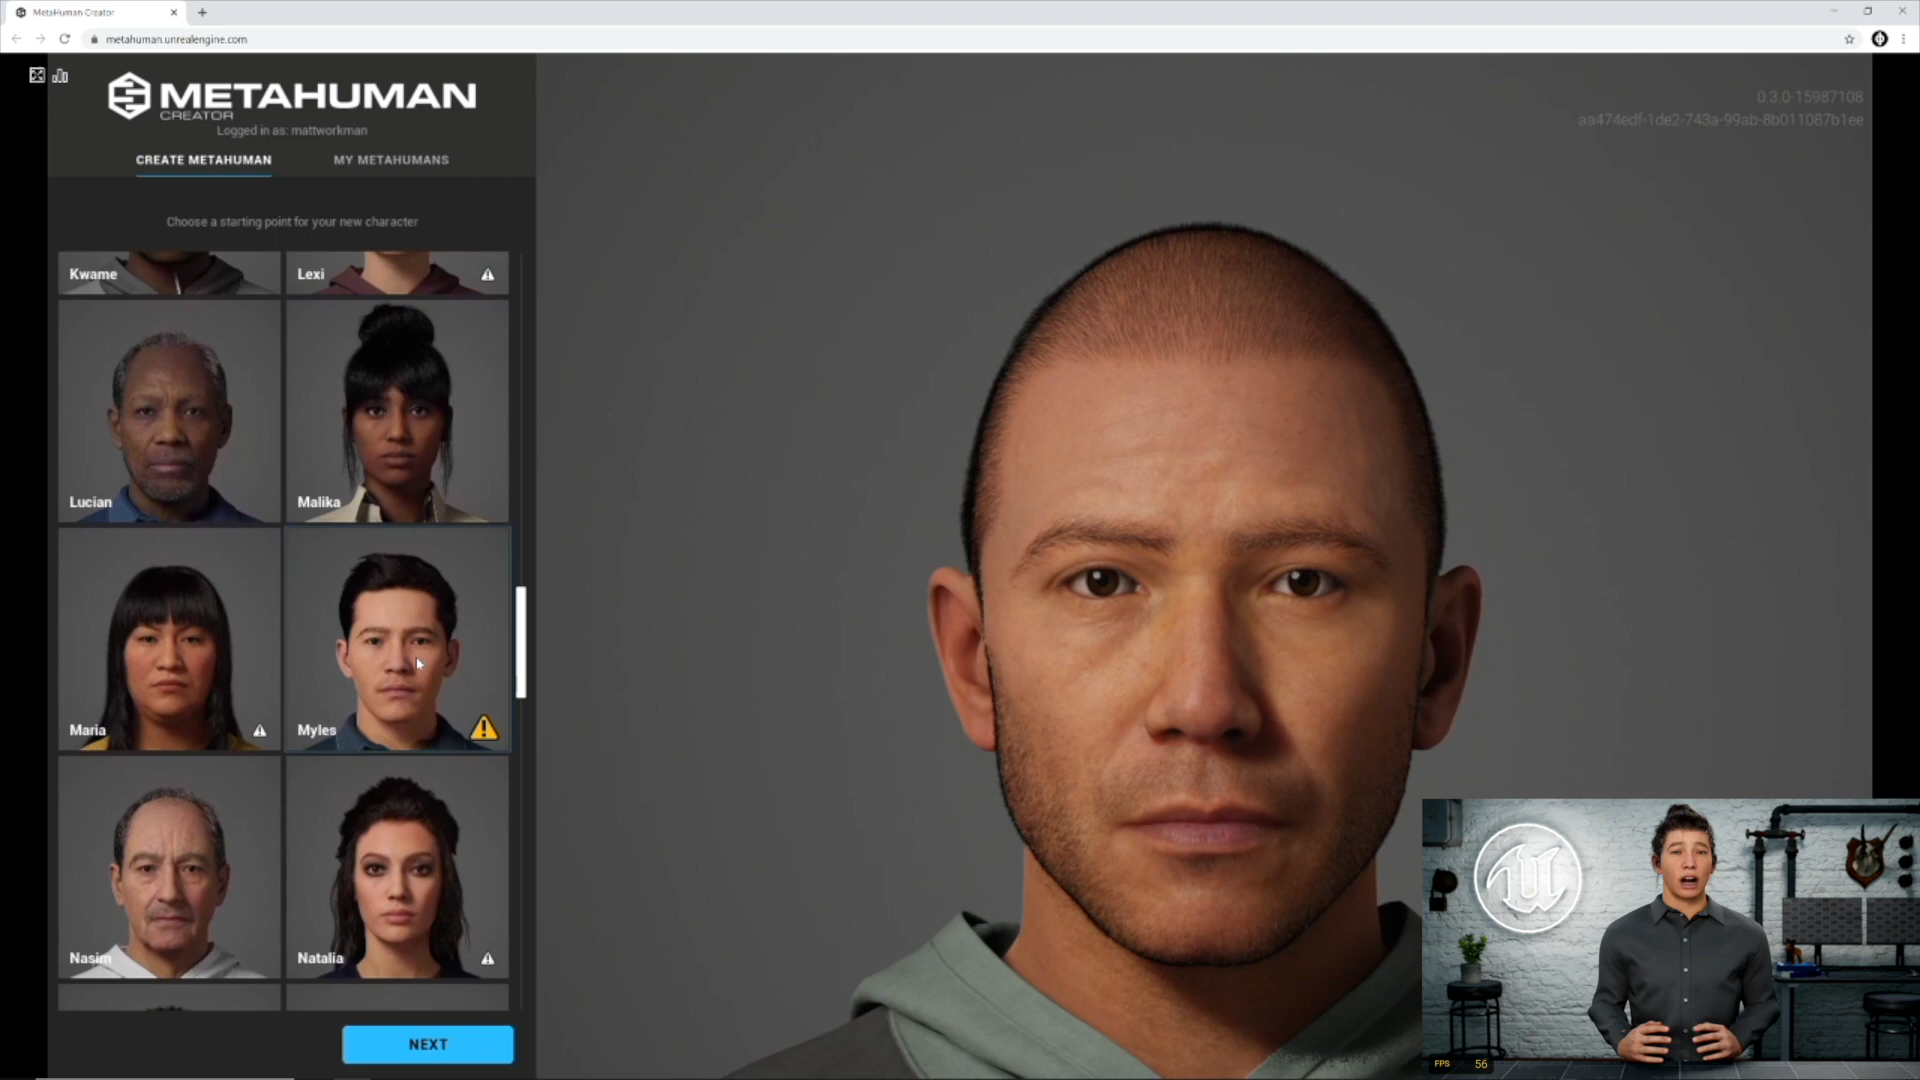 MetaHuman Creator
metahuman.unrealengine.com
METAHUMAN
CREATOR
Logged in as: mattworkman
CREATE METAHUMAN
MY METAHUMANS
Choose a starting point for your new character
Kwame
Lexi
Lucian
Malika
Maria
Myles
Nasim
Natalia
NEXT
0.3.0-15987108
aa474edf-1de2-743a-99ab-8b011087b1ee
FPS 56